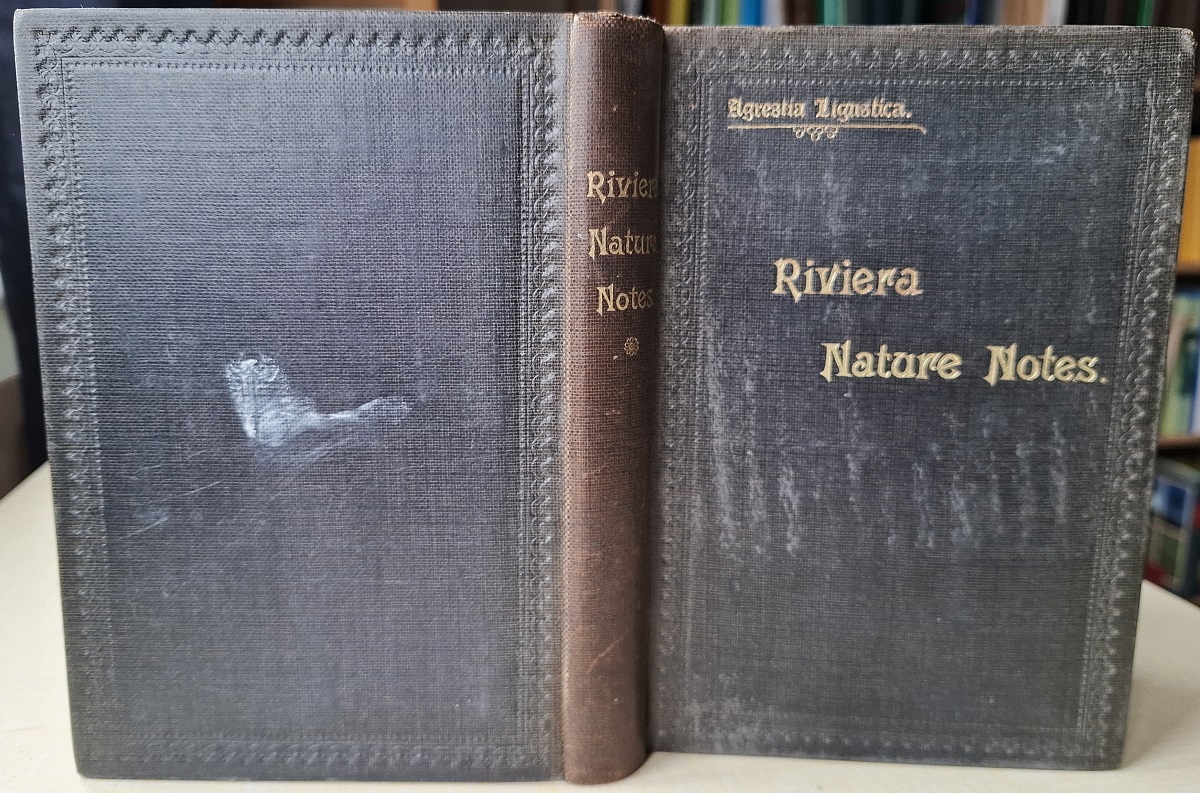 Riviera
Nature
Notes
Agrestia Ligustica.
Riviera
Nature Notes.